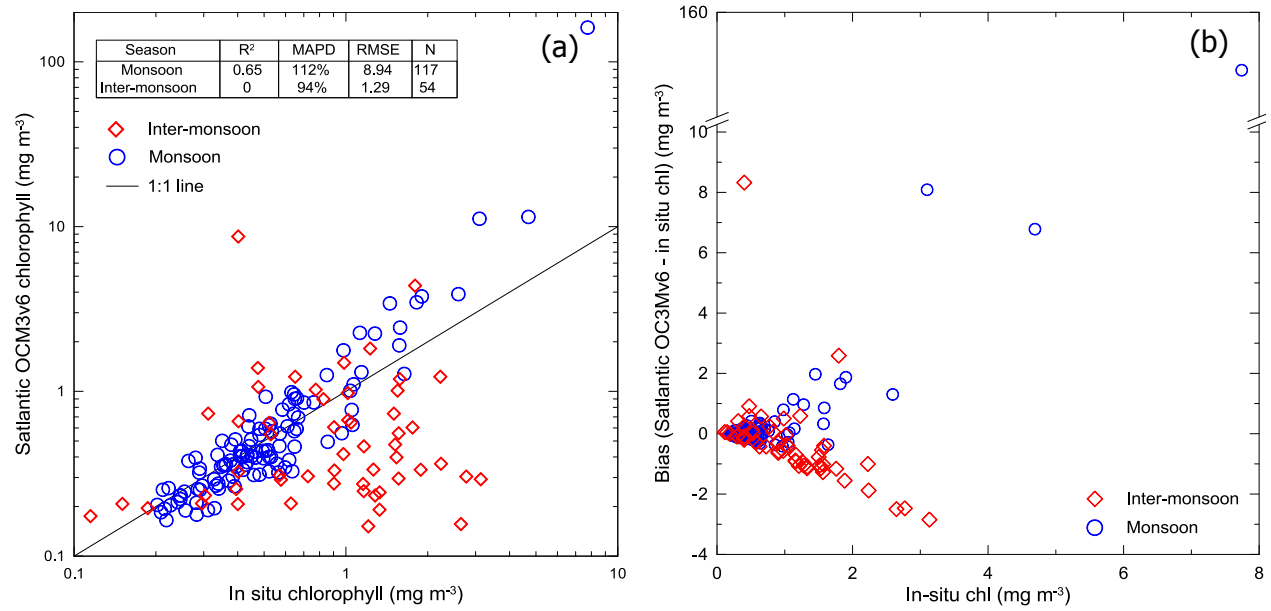 (a)
Season R² MAPD RMSE N
Monsoon 0.65 112% 8.94 117
Inter-monsoon 0 94% 1.29 54
Inter-monsoon
Monsoon
1:1 line
100
10
1
0.1
0.1 1 10
Satlantic OCM3v6 chlorophyll (mg m⁻³)
In situ chlorophyll (mg m⁻³)
(b)
160
10
8
6
4
2
0
−2
−4
0 2 4 6 8
Bias (Satlantic OC3Mv6 - in situ chl) (mg m⁻³)
In-situ chl (mg m⁻³)
Inter-monsoon
Monsoon